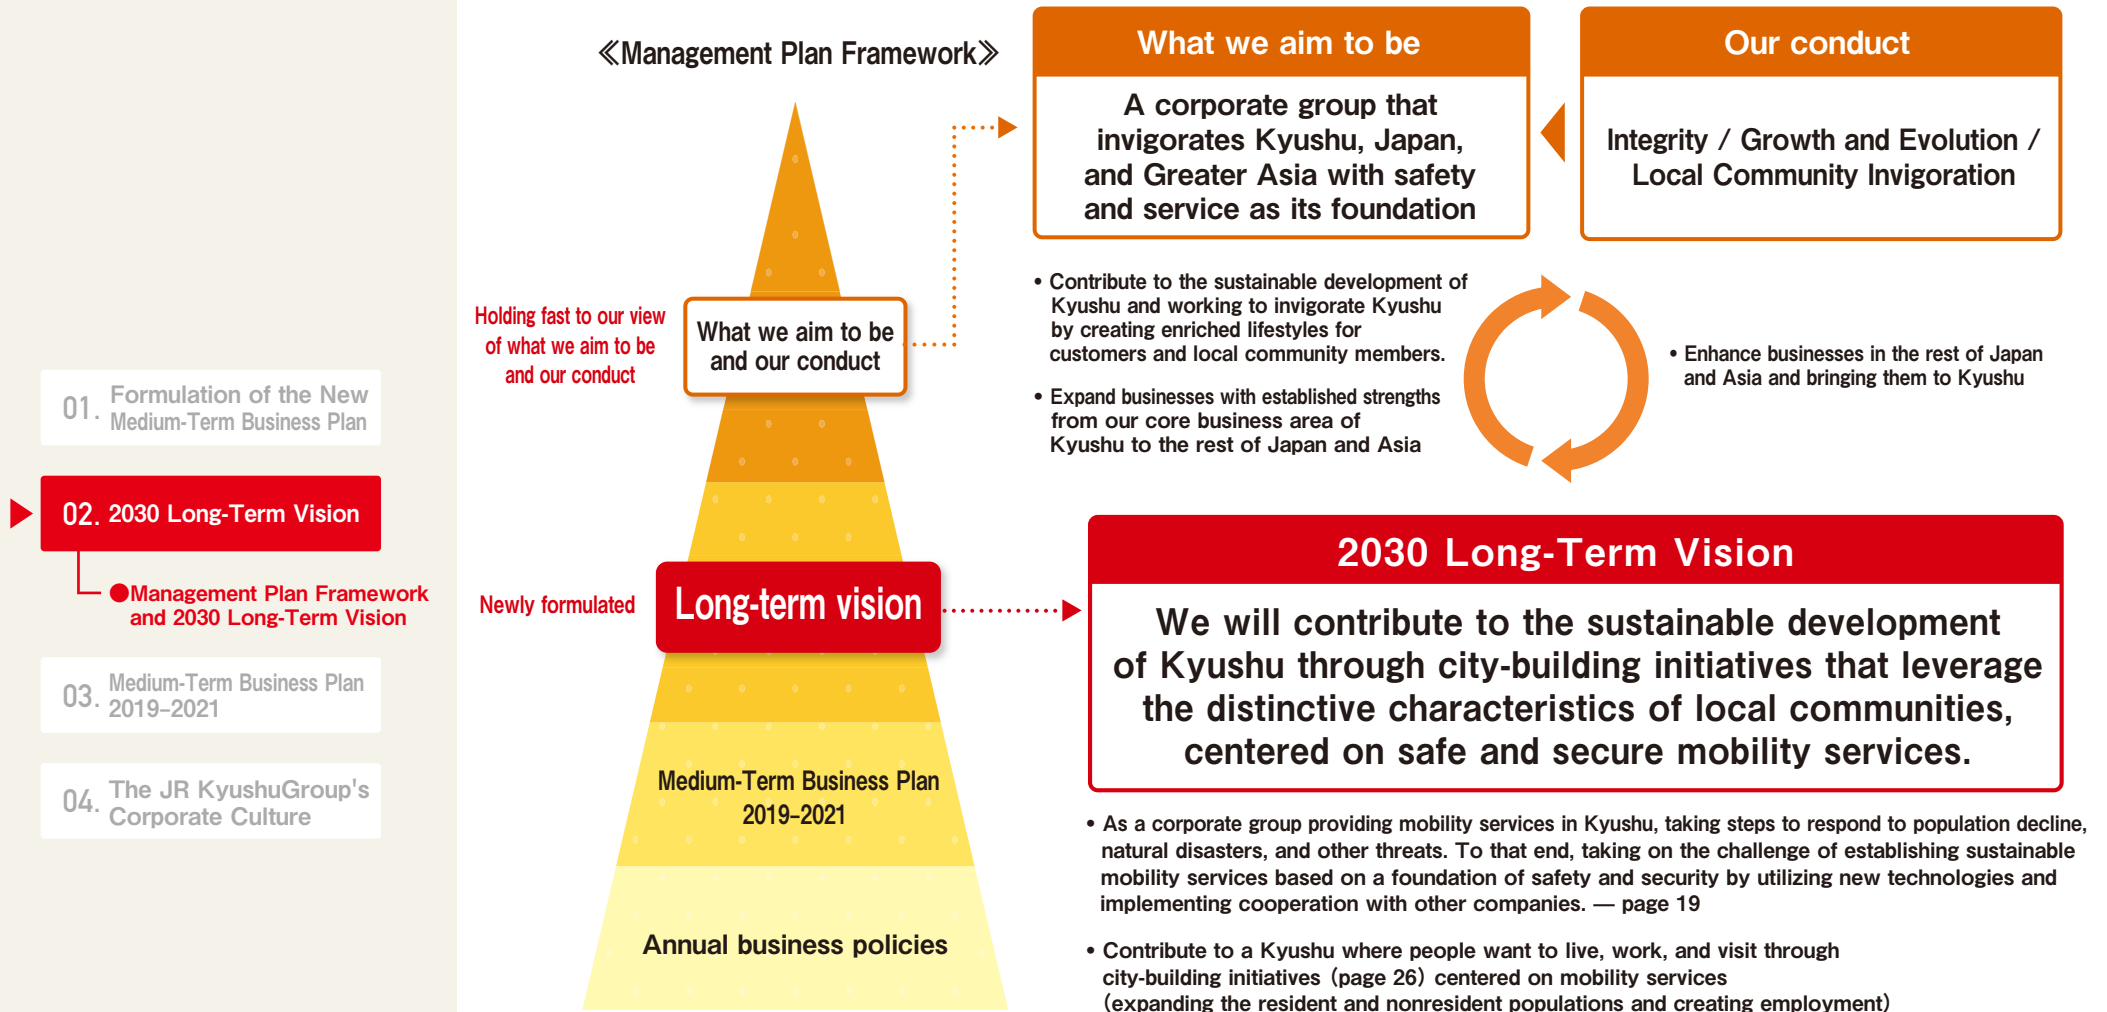 01. Formulation of the New
Medium-Term Business Plan
02. 2030 Long-Term Vision
●Management Plan Framework
and 2030 Long-Term Vision
03. Medium-Term Business Plan
2019–2021
04. The JR KyushuGroup's
Corporate Culture
≪Management Plan Framework≫
Holding fast to our view
of what we aim to be
and our conduct
What we aim to be
and our conduct
Newly formulated
Long-term vision
Medium-Term Business Plan
2019–2021
Annual business policies
What we aim to be
A corporate group that
invigorates Kyushu, Japan,
and Greater Asia with safety
and service as its foundation
Our conduct
Integrity / Growth and Evolution /
Local Community Invigoration
• Contribute to the sustainable development of
Kyushu and working to invigorate Kyushu
by creating enriched lifestyles for
customers and local community members.
• Expand businesses with established strengths
from our core business area of
Kyushu to the rest of Japan and Asia
• Enhance businesses in the rest of Japan
and Asia and bringing them to Kyushu
2030 Long-Term Vision
We will contribute to the sustainable development
of Kyushu through city-building initiatives that leverage
the distinctive characteristics of local communities,
centered on safe and secure mobility services.
• As a corporate group providing mobility services in Kyushu, taking steps to respond to population decline,
natural disasters, and other threats. To that end, taking on the challenge of establishing sustainable
mobility services based on a foundation of safety and security by utilizing new technologies and
implementing cooperation with other companies. — page 19
• Contribute to a Kyushu where people want to live, work, and visit through
city-building initiatives (page 26) centered on mobility services
(expanding the resident and nonresident populations and creating employment)